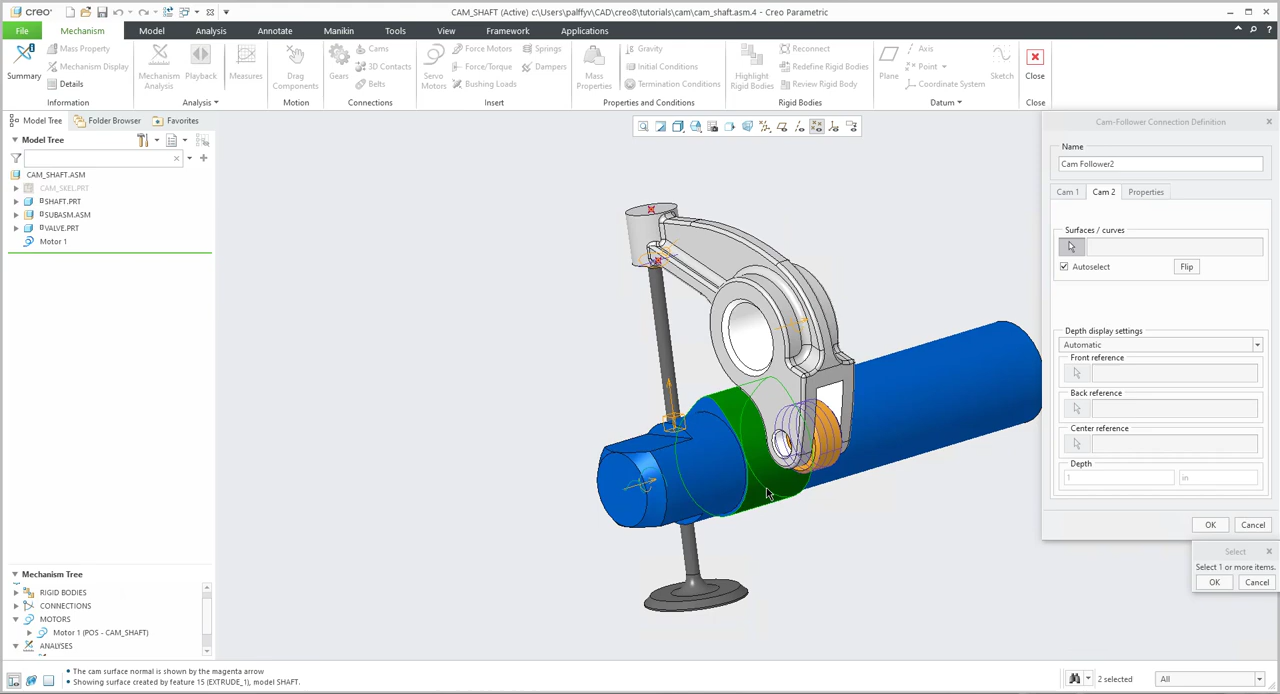 creo
CAM_SHAFT (Active) c:\Users\palffyv\CAD\creo8\tutorials\cam\cam_shaft.asm.4 - Creo Parametric
File Mechanism Model Analysis Annotate Manikin Tools View Framework Applications
Summary
Mass Property
Mechanism Display
Details
Information
Mechanism Analysis
Playback
Measures
Analysis
Drag Components
Motion
Gears
Cams
3D Contacts
Belts
Connections
Servo Motors
Force Motors
Force/Torque
Bushing Loads
Springs
Dampers
Insert
Mass Properties
Gravity
Initial Conditions
Termination Conditions
Properties and Conditions
Highlight Rigid Bodies
Reconnect
Redefine Rigid Bodies
Review Rigid Body
Rigid Bodies
Plane
Axis
Point
Coordinate System
Sketch
Datum
Close
Close
Model Tree Folder Browser Favorites
Model Tree
CAM_SHAFT.ASM
CAM_SKEL.PRT
SHAFT.PRT
SUBASM.ASM
VALVE.PRT
Motor 1
Mechanism Tree
RIGID BODIES
CONNECTIONS
MOTORS
Motor 1 (POS - CAM_SHAFT)
ANALYSES
Cam-Follower Connection Definition
Name
Cam Follower2
Cam 1 Cam 2 Properties
Surfaces / curves
Autoselect Flip
Depth display settings
Automatic
Front reference
Back reference
Center reference
Depth
1 in
OK Cancel
Select
Select 1 or more items.
OK Cancel
• The cam surface normal is shown by the magenta arrow
• Showing surface created by feature 15 (EXTRUDE_1), model SHAFT.
2 selected
All